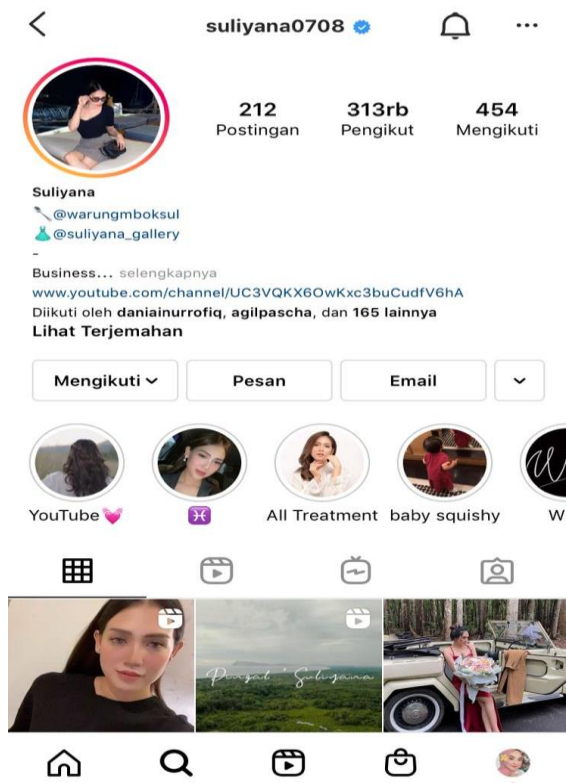 suliyana0708
212 313rb 454
Postingan Pengikut Mengikuti
Suliyana
@warungmboksul
@suliyana_gallery
-
Business... selengkapnya
www.youtube.com/channel/UC3VQKX6OwKxc3buCudfV6hA
Diikuti oleh daniainurrofiq, agilpascha, dan 165 lainnya
Lihat Terjemahan
Mengikuti Pesan Email
YouTube All Treatment baby squishy W